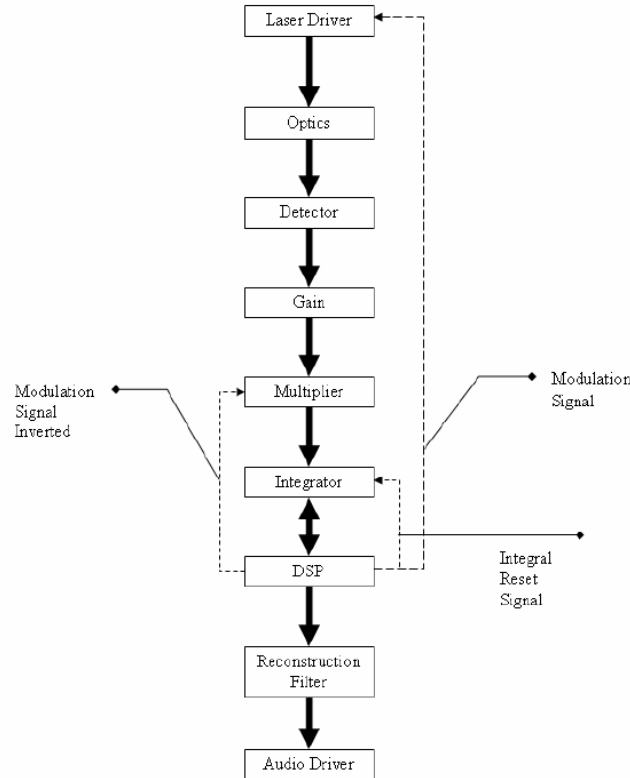 Laser Driver
Optics
Detector
Gain
Multiplier
Modulation
Signal
Inverted
Modulation
Signal
Integrator
DSP
Integral
Reset
Signal
Reconstruction
Filter
Audio Driver